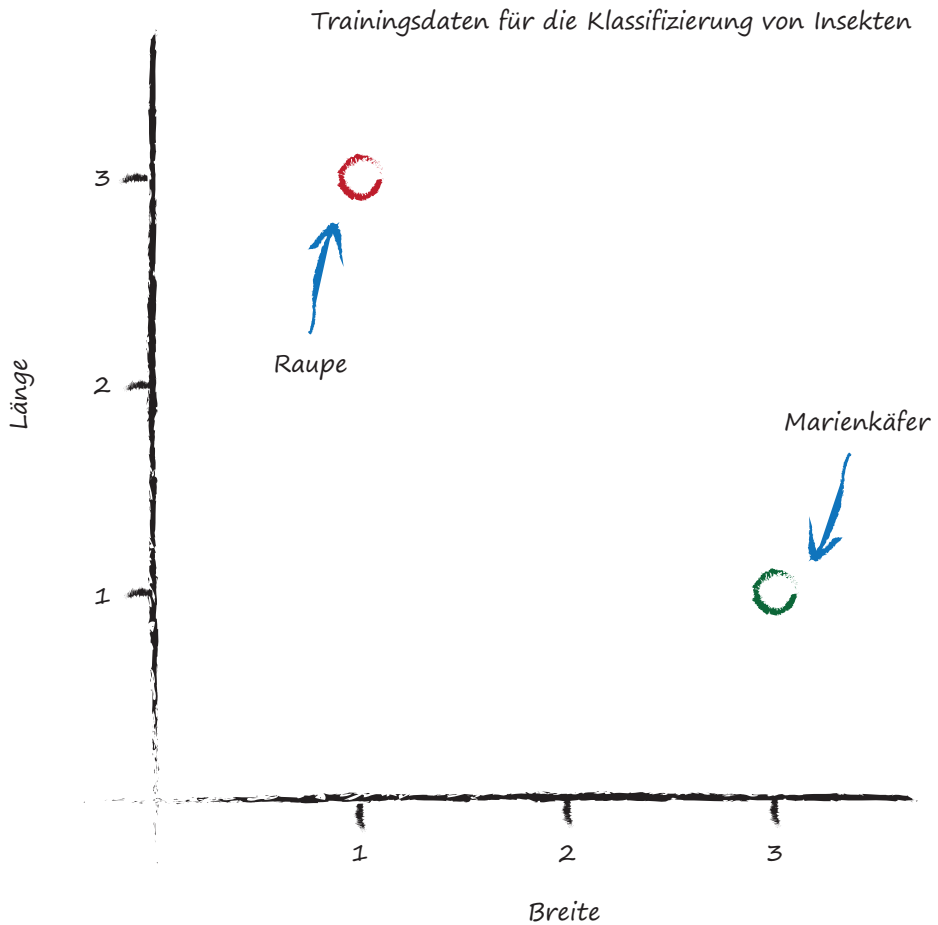 Trainingsdaten für die Klassifizierung von Insekten
3
Raupe
Länge
2
Marienkäfer
1
1 2 3
Breite